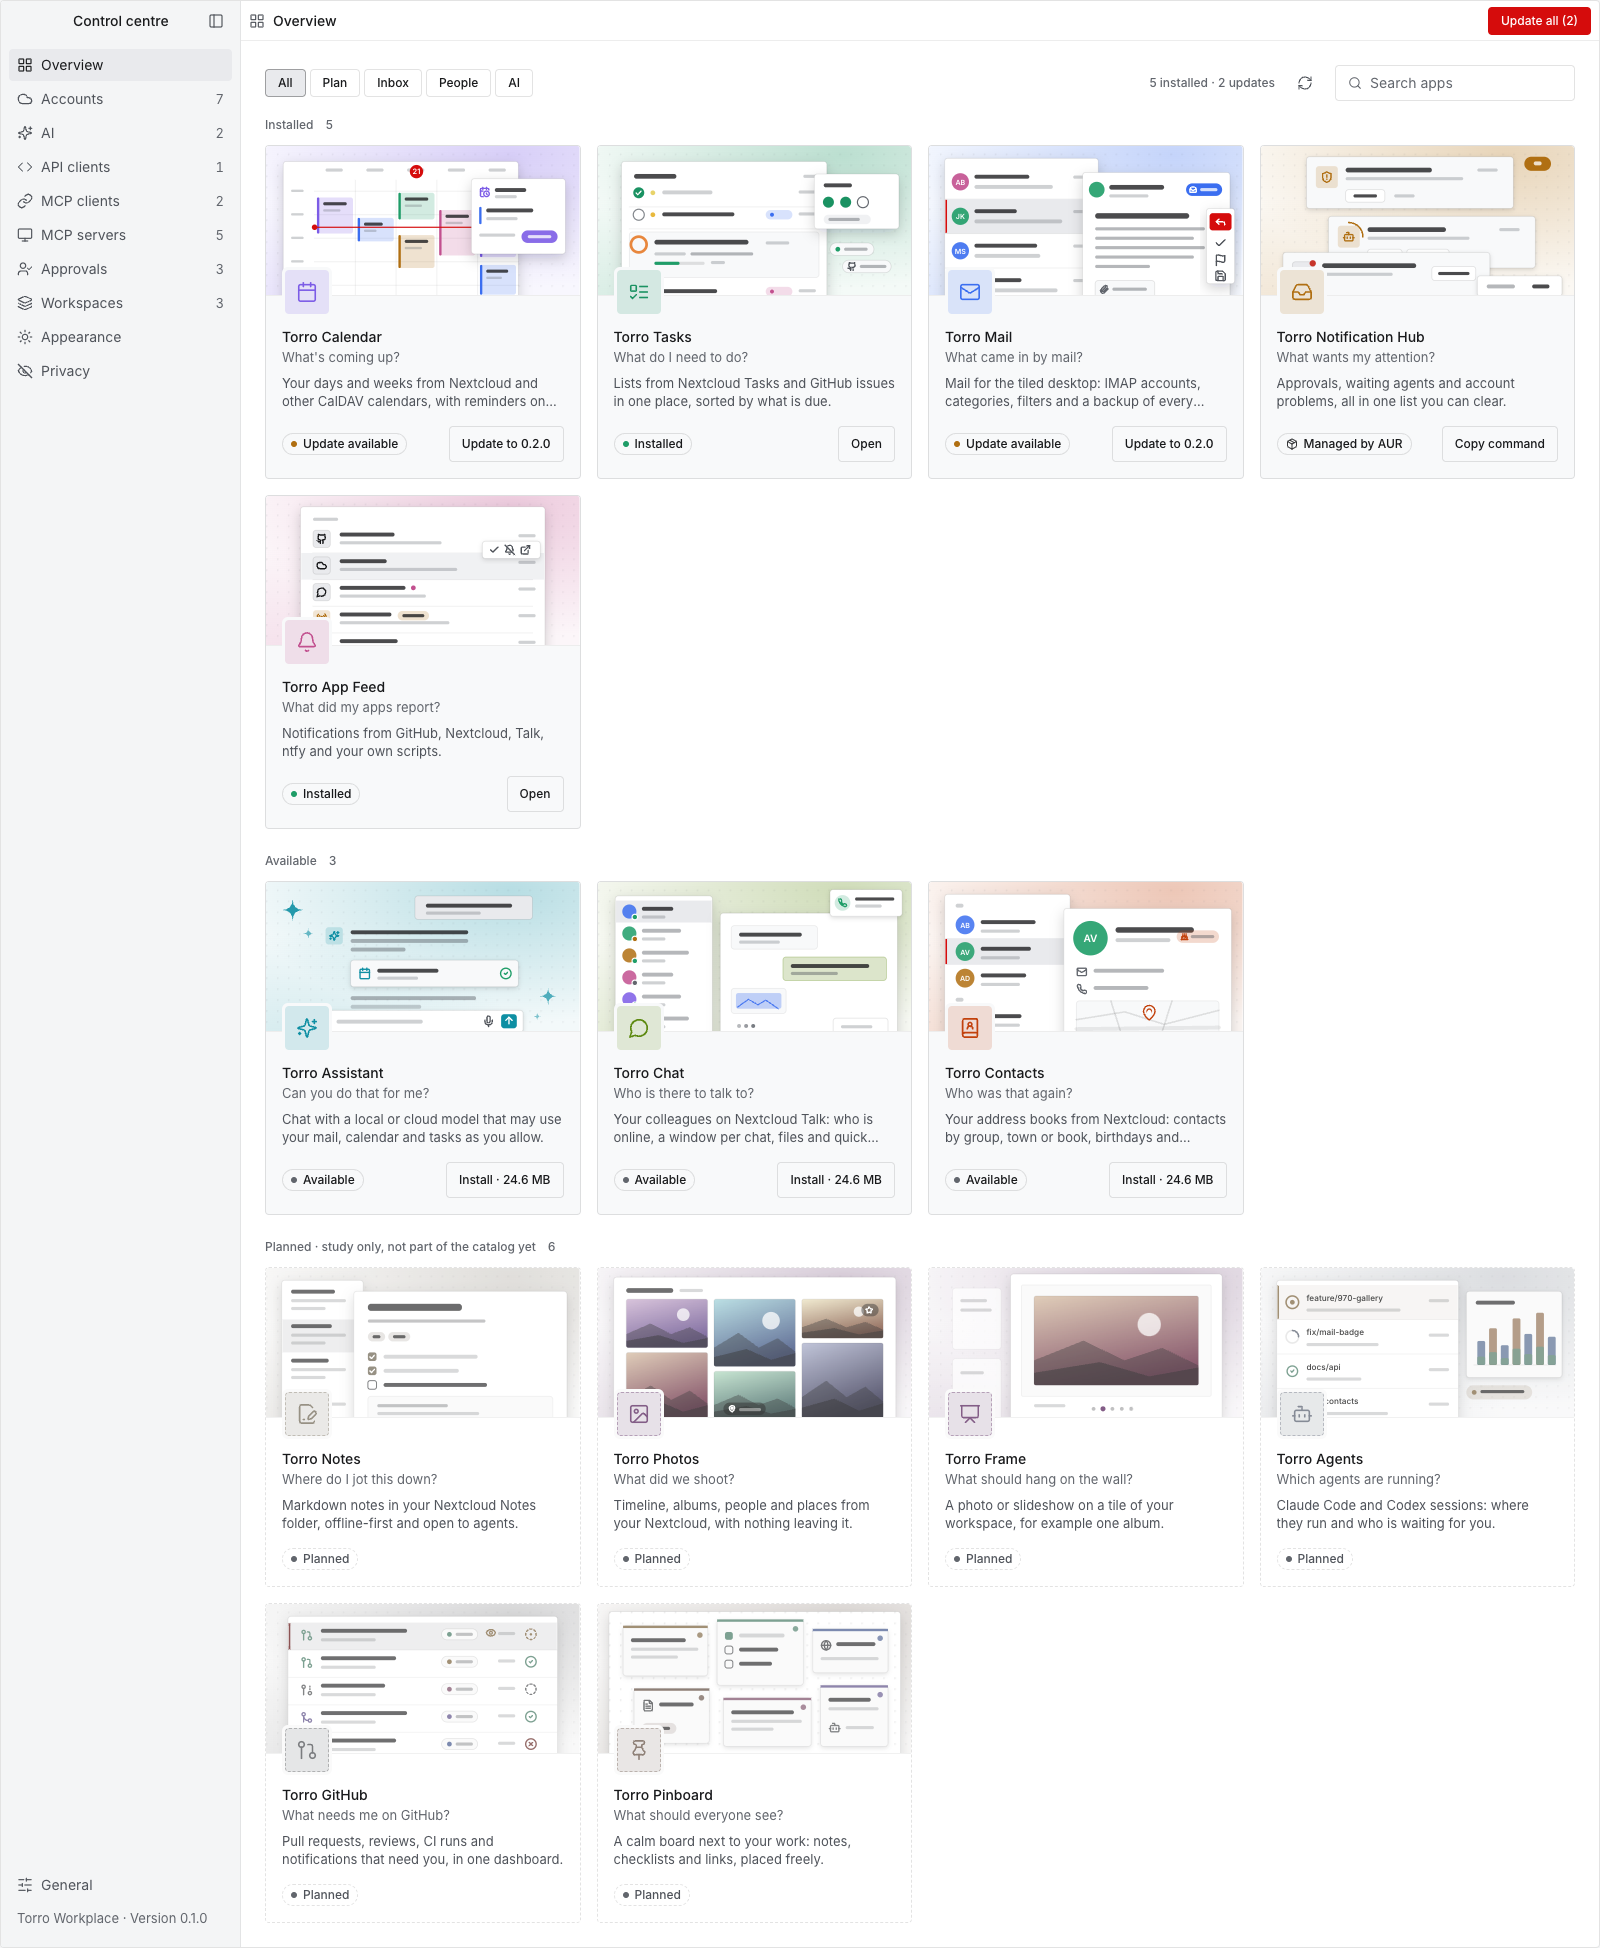 Control centre
Overview
Update all (2)
Overview
Accounts 7
AI 2
API clients 1
MCP clients 2
MCP servers 5
Approvals 3
Workspaces 3
Appearance
Privacy
General
Torro Workplace · Version 0.1.0
All
Plan
Inbox
People
AI
5 installed · 2 updates
Search apps
Installed 5
21
Torro Calendar
What's coming up?
Your days and weeks from Nextcloud and
other CalDAV calendars, with reminders on...
Update available
Update to 0.2.0
Torro Tasks
What do I need to do?
Lists from Nextcloud Tasks and GitHub issues
in one place, sorted by what is due.
Installed
Open
AB
JK
MS
Torro Mail
What came in by mail?
Mail for the tiled desktop: IMAP accounts,
categories, filters and a backup of every...
Update available
Update to 0.2.0
Torro Notification Hub
What wants my attention?
Approvals, waiting agents and account
problems, all in one list you can clear.
Managed by AUR
Copy command
Torro App Feed
What did my apps report?
Notifications from GitHub, Nextcloud, Talk,
ntfy and your own scripts.
Installed
Open
Available 3
Torro Assistant
Can you do that for me?
Chat with a local or cloud model that may use
your mail, calendar and tasks as you allow.
Available
Install · 24.6 MB
Torro Chat
Who is there to talk to?
Your colleagues on Nextcloud Talk: who is
online, a window per chat, files and quick...
Available
Install · 24.6 MB
AB
AV
AD
AV
Torro Contacts
Who was that again?
Your address books from Nextcloud: contacts
by group, town or book, birthdays and...
Available
Install · 24.6 MB
Planned · study only, not part of the catalog yet 6
Torro Notes
Where do I jot this down?
Markdown notes in your Nextcloud Notes
folder, offline-first and open to agents.
Planned
Torro Photos
What did we shoot?
Timeline, albums, people and places from
your Nextcloud, with nothing leaving it.
Planned
Torro Frame
What should hang on the wall?
A photo or slideshow on a tile of your
workspace, for example one album.
Planned
feature/970-gallery
fix/mail-badge
docs/api
:ontacts
Torro Agents
Which agents are running?
Claude Code and Codex sessions: where
they run and who is waiting for you.
Planned
Torro GitHub
What needs me on GitHub?
Pull requests, reviews, CI runs and
notifications that need you, in one dashboard.
Planned
Torro Pinboard
What should everyone see?
A calm board next to your work: notes,
checklists and links, placed freely.
Planned